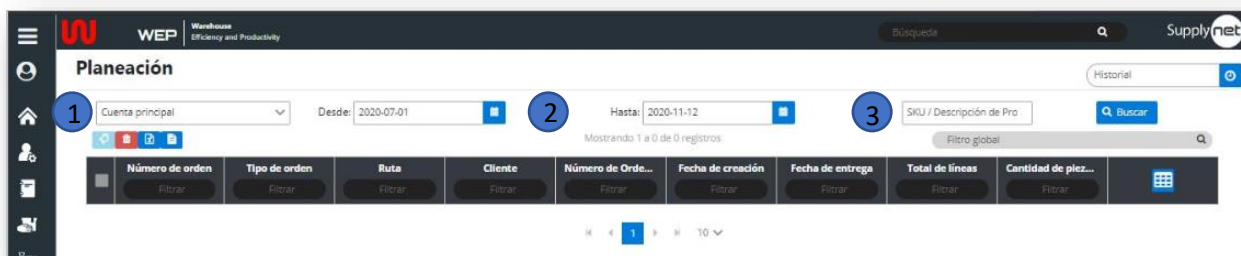 WEP
Warehouse
Efficiency and Productivity
Búsqueda
Supply net
Planeación
Historial
1
Cuenta principal
Desde: 2020-07-01
2
Hasta: 2020-11-12
3
SKU / Descripción de Pro
Buscar
Mostrando 1 a 0 de 0 registros
Filtro global
Número de orden
Tipo de orden
Ruta
Cliente
Número de Orde...
Fecha de creación
Fecha de entrega
Total de líneas
Cantidad de piez...
Filtrar
Filtrar
Filtrar
Filtrar
Filtrar
Filtrar
Filtrar
Filtrar
Filtrar
1
10